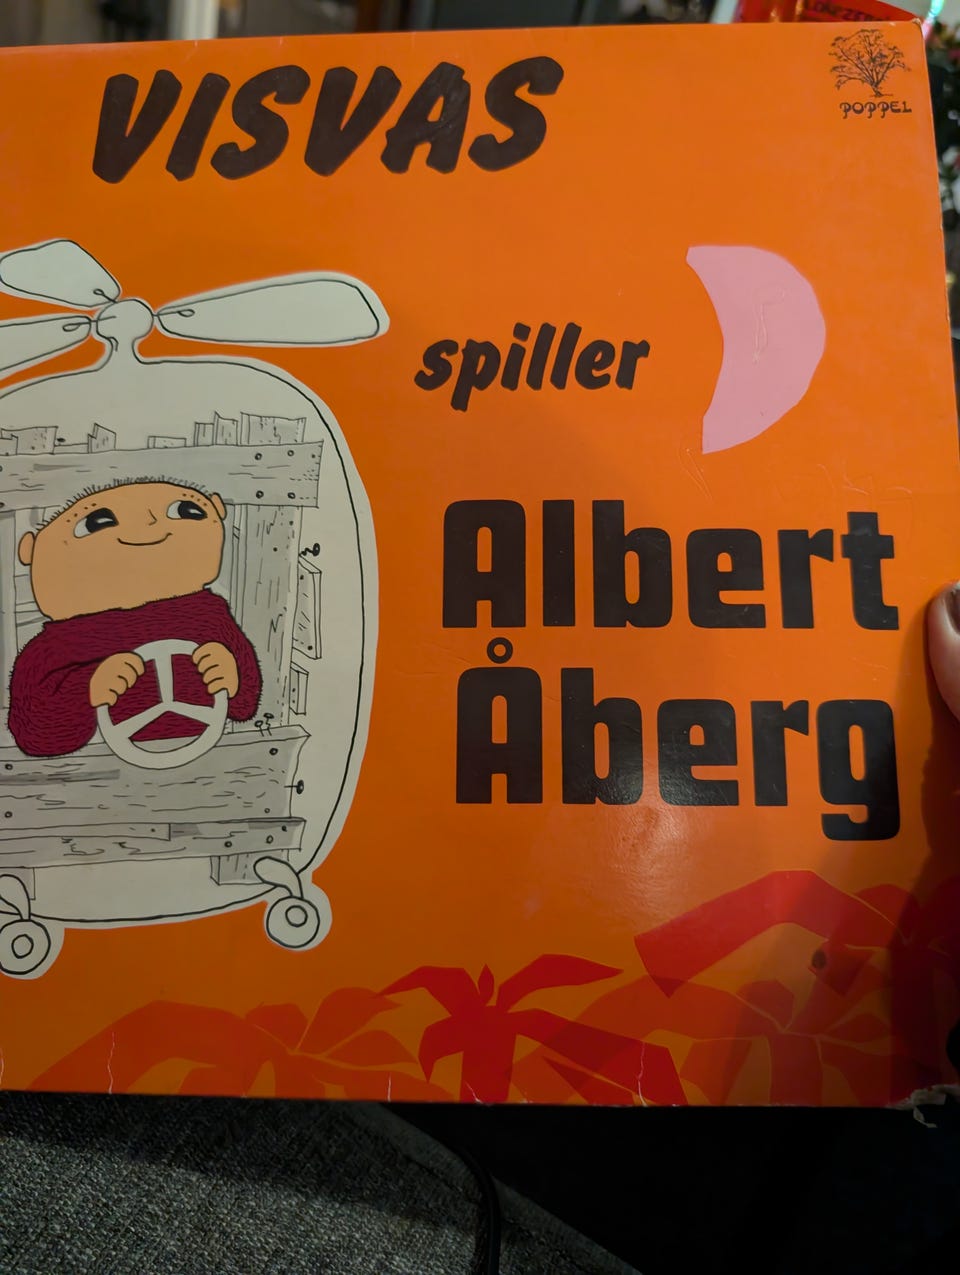 VISVAS
POPPEL
spiller
Albert
Åberg